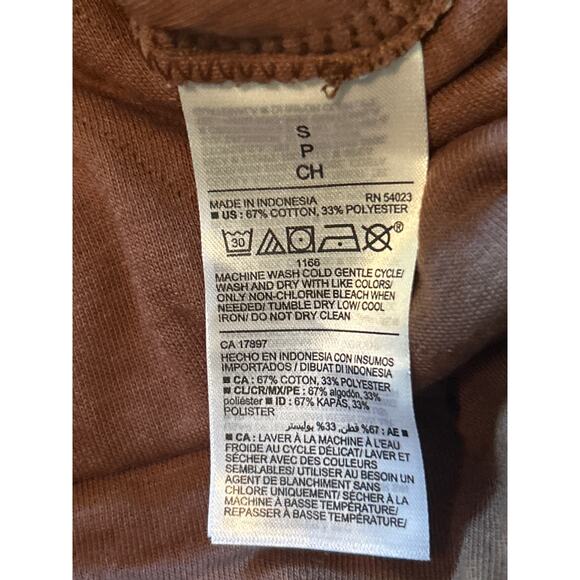 S
P
CH
MADE IN INDONESIA RN 54023
■ US : 67% COTTON, 33% POLYESTER
30 ®
1166
MACHINE WASH COLD GENTLE CYCLE/
WASH AND DRY WITH LIKE COLORS/
ONLY NON-CHLORINE BLEACH WHEN
NEEDED/ TUMBLE DRY LOW/ COOL
IRON/ DO NOT DRY CLEAN
CA 17897
HECHO EN INDONESIA CON INSUMOS
IMPORTADOS / DIBUAT DI INDONESIA
■ CA : 67% COTON, 33% POLYESTER
■ CL/CR/MX/PE : 67% algodón, 33%
poliéster ■ ID : 67% KAPAS, 33%
POLISTER
■ AE : 67% قطن, 33% بوليستر
■ CA : LAVER À LA MACHINE À L'EAU
FROIDE AU CYCLE DÉLICAT/ LAVER ET
SÉCHER AVEC DES COULEURS
SEMBLABLES/ UTILISER AU BESOIN UN
AGENT DE BLANCHIMENT SANS
CHLORE UNIQUEMENT/ SÉCHER À LA
MACHINE À BASSE TEMPÉRATURE/
REPASSER À BASSE TEMPÉRATURE/